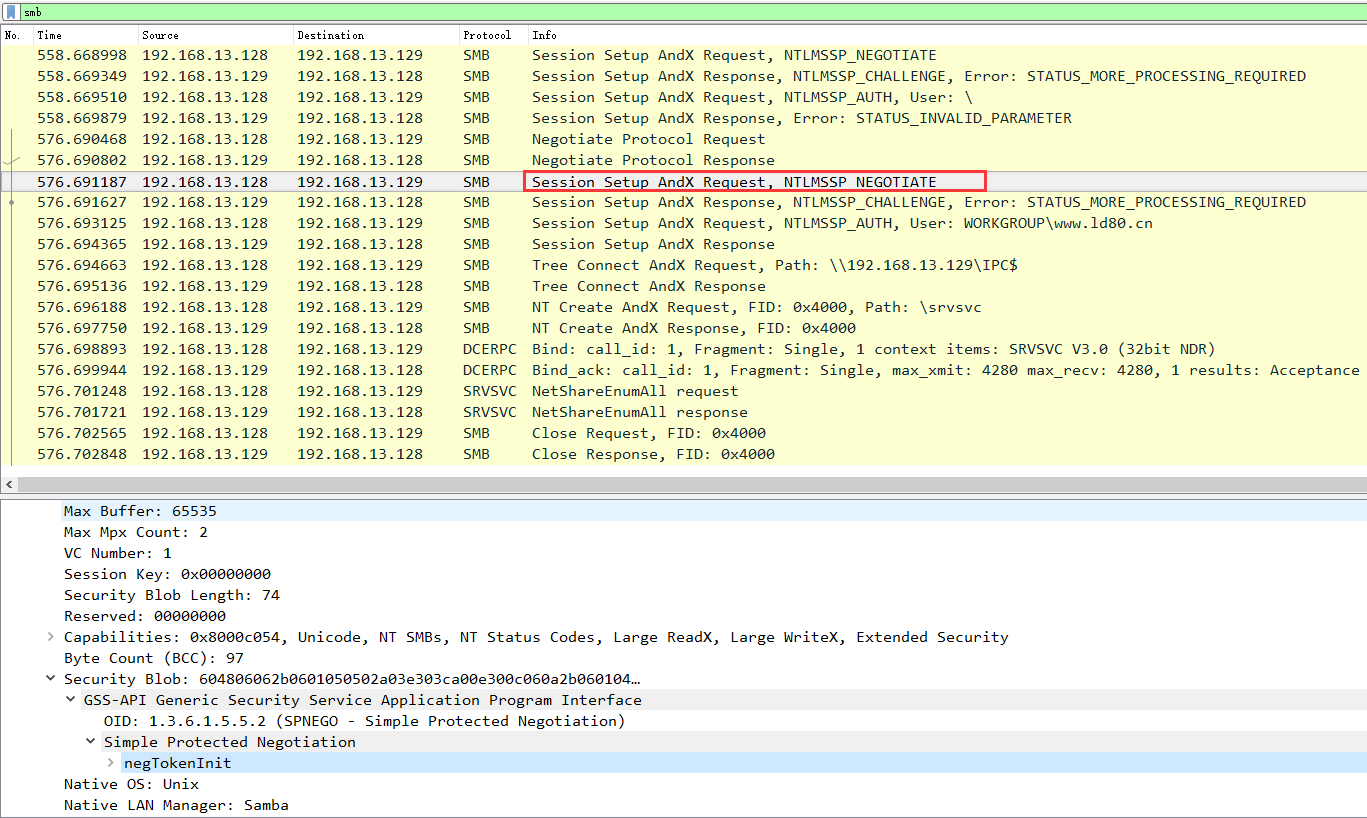 smb
No. Time Source Destination Protocol Info
558.668998 192.168.13.128 192.168.13.129 SMB Session Setup AndX Request, NTLMSSP_NEGOTIATE
558.669349 192.168.13.129 192.168.13.128 SMB Session Setup AndX Response, NTLMSSP_CHALLENGE, Error: STATUS_MORE_PROCESSING_REQUIRED
558.669510 192.168.13.128 192.168.13.129 SMB Session Setup AndX Request, NTLMSSP_AUTH, User: \
558.669879 192.168.13.129 192.168.13.128 SMB Session Setup AndX Response, Error: STATUS_INVALID_PARAMETER
576.690468 192.168.13.128 192.168.13.129 SMB Negotiate Protocol Request
576.690802 192.168.13.129 192.168.13.128 SMB Negotiate Protocol Response
576.691187 192.168.13.128 192.168.13.129 SMB Session Setup AndX Request, NTLMSSP_NEGOTIATE
576.691627 192.168.13.129 192.168.13.128 SMB Session Setup AndX Response, NTLMSSP_CHALLENGE, Error: STATUS_MORE_PROCESSING_REQUIRED
576.693125 192.168.13.128 192.168.13.129 SMB Session Setup AndX Request, NTLMSSP_AUTH, User: WORKGROUP\www.ld80.cn
576.694365 192.168.13.129 192.168.13.128 SMB Session Setup AndX Response
576.694663 192.168.13.128 192.168.13.129 SMB Tree Connect AndX Request, Path: \\192.168.13.129\IPC$
576.695136 192.168.13.129 192.168.13.128 SMB Tree Connect AndX Response
576.696188 192.168.13.128 192.168.13.129 SMB NT Create AndX Request, FID: 0x4000, Path: \srvsvc
576.697750 192.168.13.129 192.168.13.128 SMB NT Create AndX Response, FID: 0x4000
576.698893 192.168.13.128 192.168.13.129 DCERPC Bind: call_id: 1, Fragment: Single, 1 context items: SRVSVC V3.0 (32bit NDR)
576.699944 192.168.13.129 192.168.13.128 DCERPC Bind_ack: call_id: 1, Fragment: Single, max_xmit: 4280 max_recv: 4280, 1 results: Acceptance
576.701248 192.168.13.128 192.168.13.129 SRVSVC NetShareEnumAll request
576.701721 192.168.13.129 192.168.13.128 SRVSVC NetShareEnumAll response
576.702565 192.168.13.128 192.168.13.129 SMB Close Request, FID: 0x4000
576.702848 192.168.13.129 192.168.13.128 SMB Close Response, FID: 0x4000
Max Buffer: 65535
Max Mpx Count: 2
VC Number: 1
Session Key: 0x00000000
Security Blob Length: 74
Reserved: 00000000
Capabilities: 0x8000c054, Unicode, NT SMBs, NT Status Codes, Large ReadX, Large WriteX, Extended Security
Byte Count (BCC): 97
Security Blob: 604806062b0601050502a03e303ca00e300c060a2b060104…
GSS-API Generic Security Service Application Program Interface
OID: 1.3.6.1.5.5.2 (SPNEGO - Simple Protected Negotiation)
Simple Protected Negotiation
negTokenInit
Native OS: Unix
Native LAN Manager: Samba